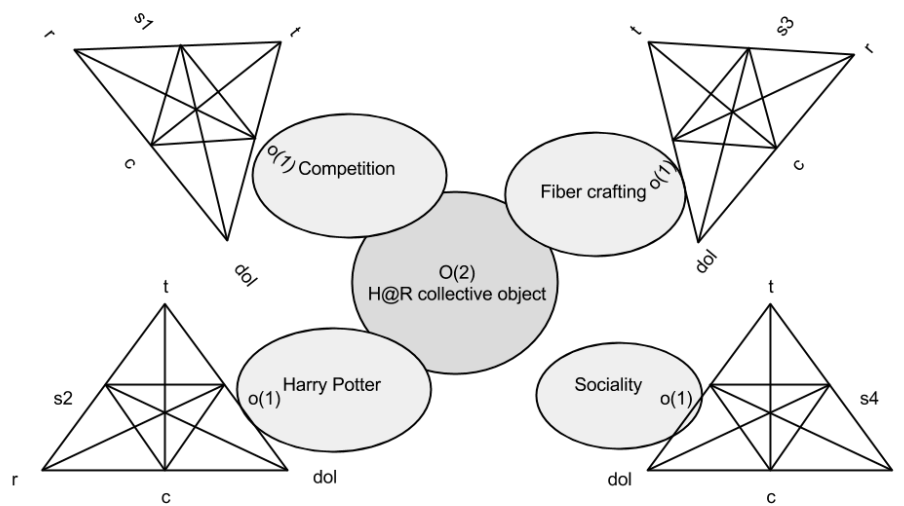 s1
r
t
c
o(1)
Competition
dol
t
s3
r
Fiber crafting
o(1)
c
dol
O(2)
H@R collective object
t
s2
Harry Potter
o(1)
r
c
dol
t
Sociality
o(1)
s4
dol
c